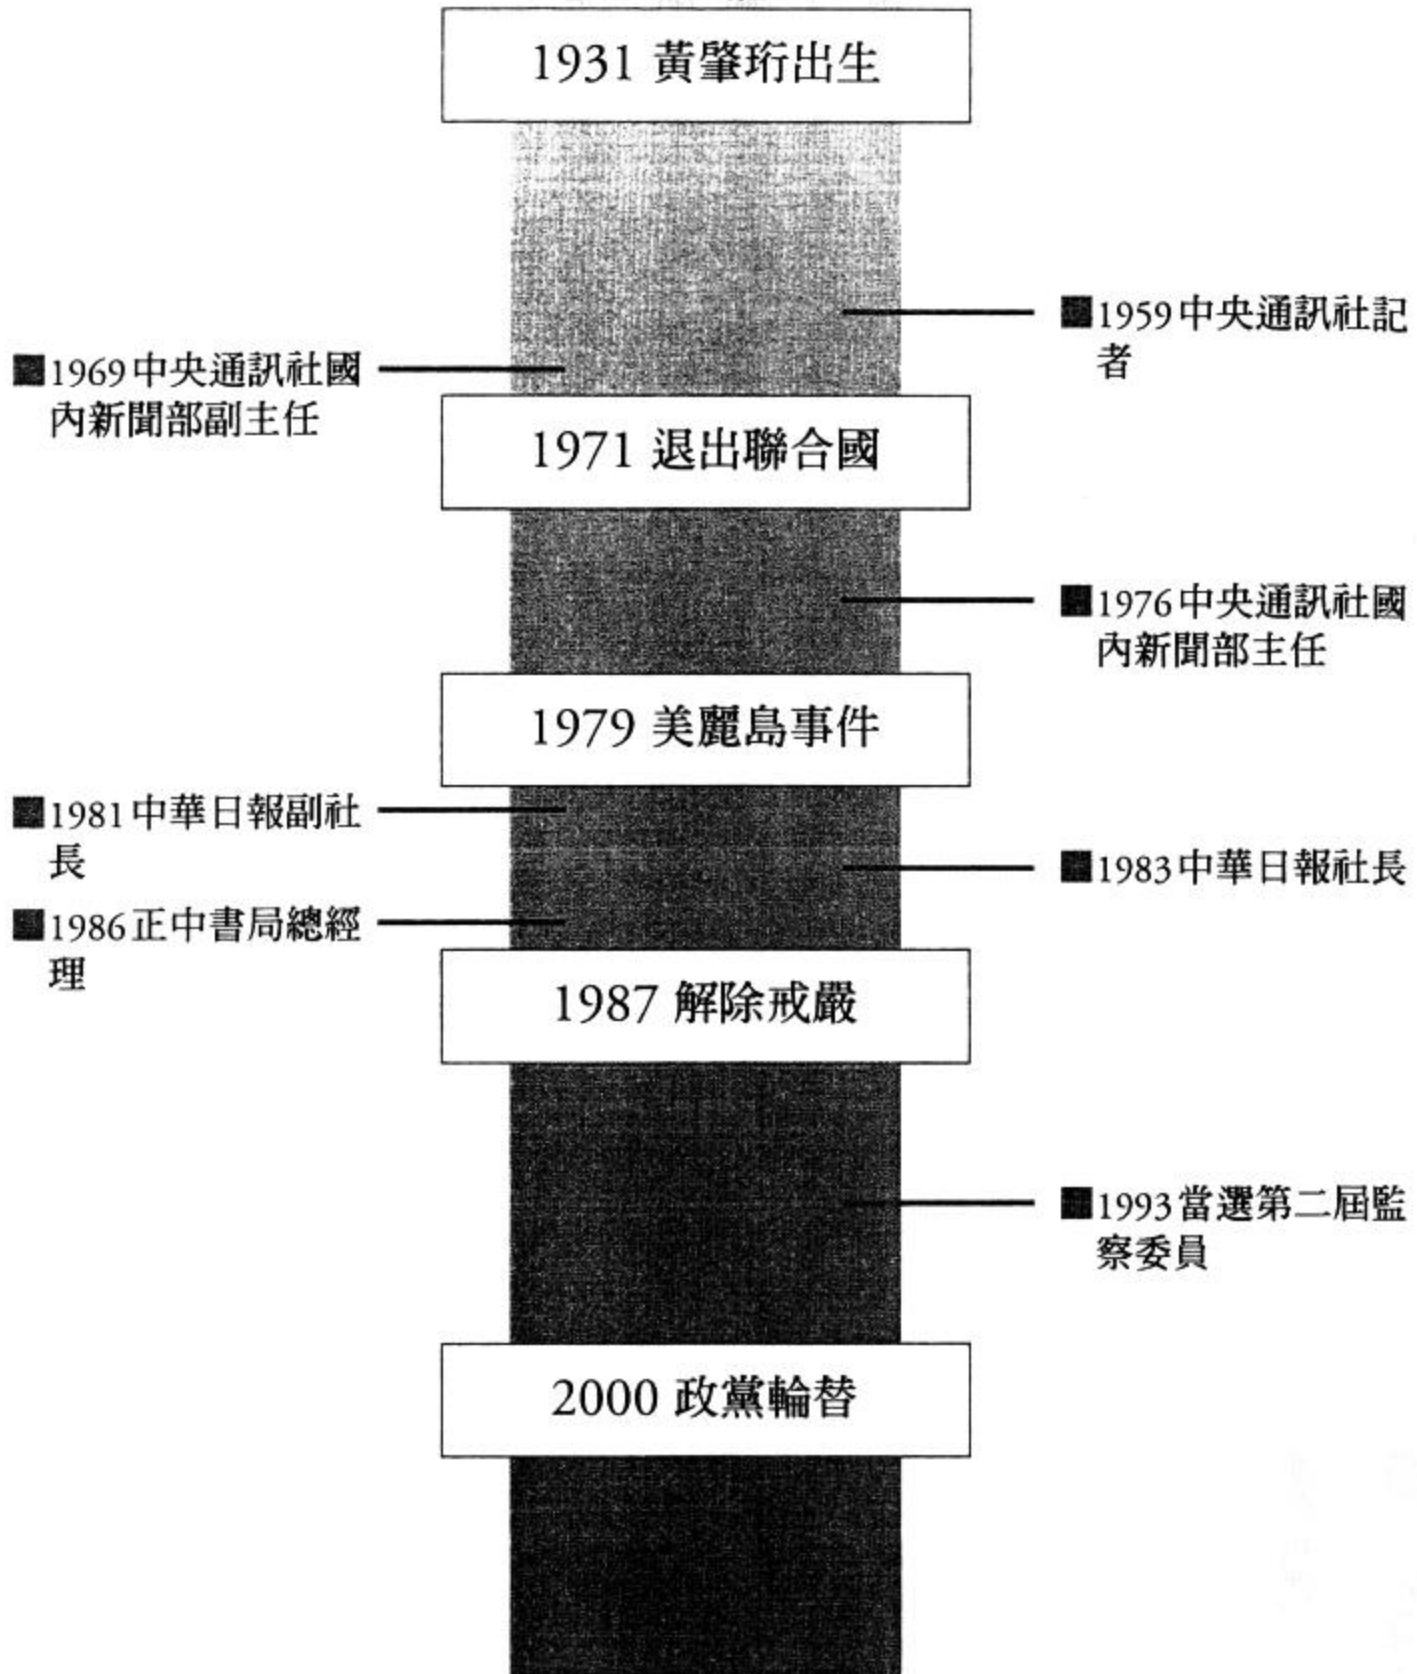 1931 黃肇珩出生
■1959中央通訊社記
者
■1969中央通訊社國
內新聞部副主任
1971 退出聯合國
■1976中央通訊社國
內新聞部主任
1979 美麗島事件
■1981中華日報副社
長
■1983中華日報社長
■1986正中書局總經
理
1987 解除戒嚴
■1993當選第二屆監
察委員
2000 政黨輪替